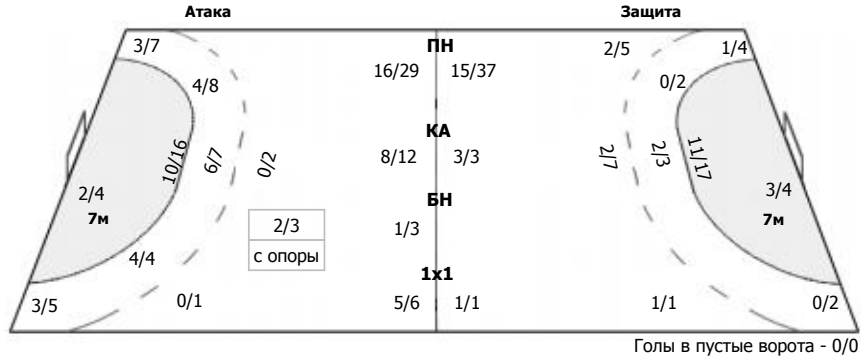 Атака Защита
3/7 ПН 2/5 1/4
16/29 15/37
4/8 0/2
КА
10/16 6/7 0/2 8/12 3/3 2/7 2/3 11/17
2/4 3/4
7м 7м
БН
2/3 1/3
с опоры
4/4
1х1
3/5 0/1 5/6 1/1 1/1 0/2
Голы в пустые ворота - 0/0